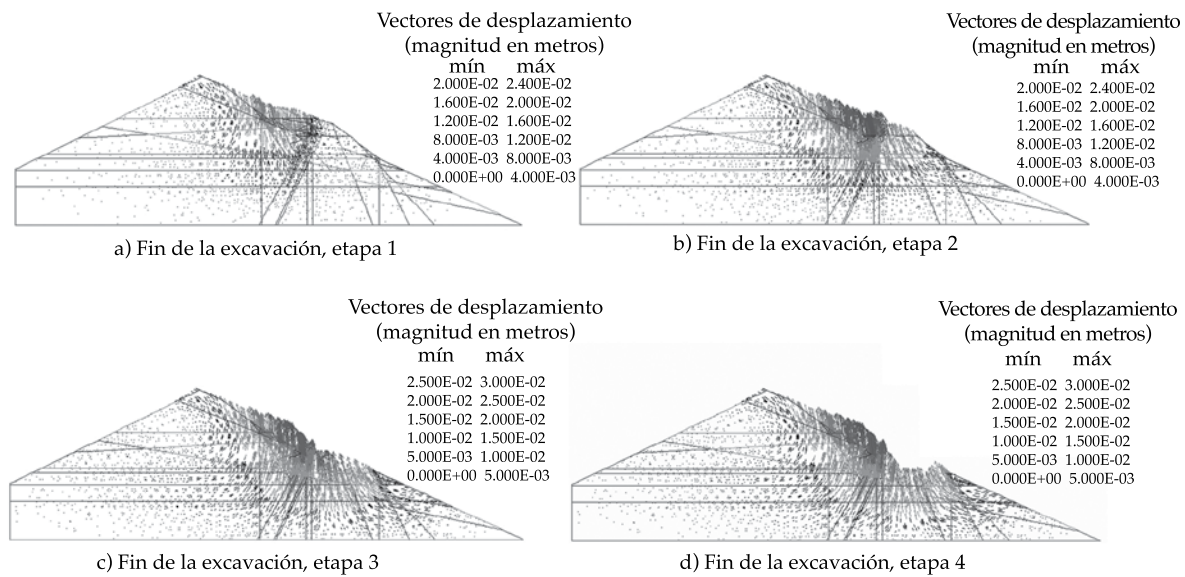 Vectores de desplazamiento
(magnitud en metros)
mín máx
2.000E-02 2.400E-02
1.600E-02 2.000E-02
1.200E-02 1.600E-02
8.000E-03 1.200E-02
4.000E-03 8.000E-03
0.000E+00 4.000E-03
a) Fin de la excavación, etapa 1
Vectores de desplazamiento
(magnitud en metros)
mín máx
2.000E-02 2.400E-02
1.600E-02 2.000E-02
1.200E-02 1.600E-02
8.000E-03 1.200E-02
4.000E-03 8.000E-03
0.000E+00 4.000E-03
b) Fin de la excavación, etapa 2
Vectores de desplazamiento
(magnitud en metros)
mín máx
2.500E-02 3.000E-02
2.000E-02 2.500E-02
1.500E-02 2.000E-02
1.000E-02 1.500E-02
5.000E-03 1.000E-02
0.000E+00 5.000E-03
c) Fin de la excavación, etapa 3
Vectores de desplazamiento
(magnitud en metros)
mín máx
2.500E-02 3.000E-02
2.000E-02 2.500E-02
1.500E-02 2.000E-02
1.000E-02 1.500E-02
5.000E-03 1.000E-02
0.000E+00 5.000E-03
d) Fin de la excavación, etapa 4